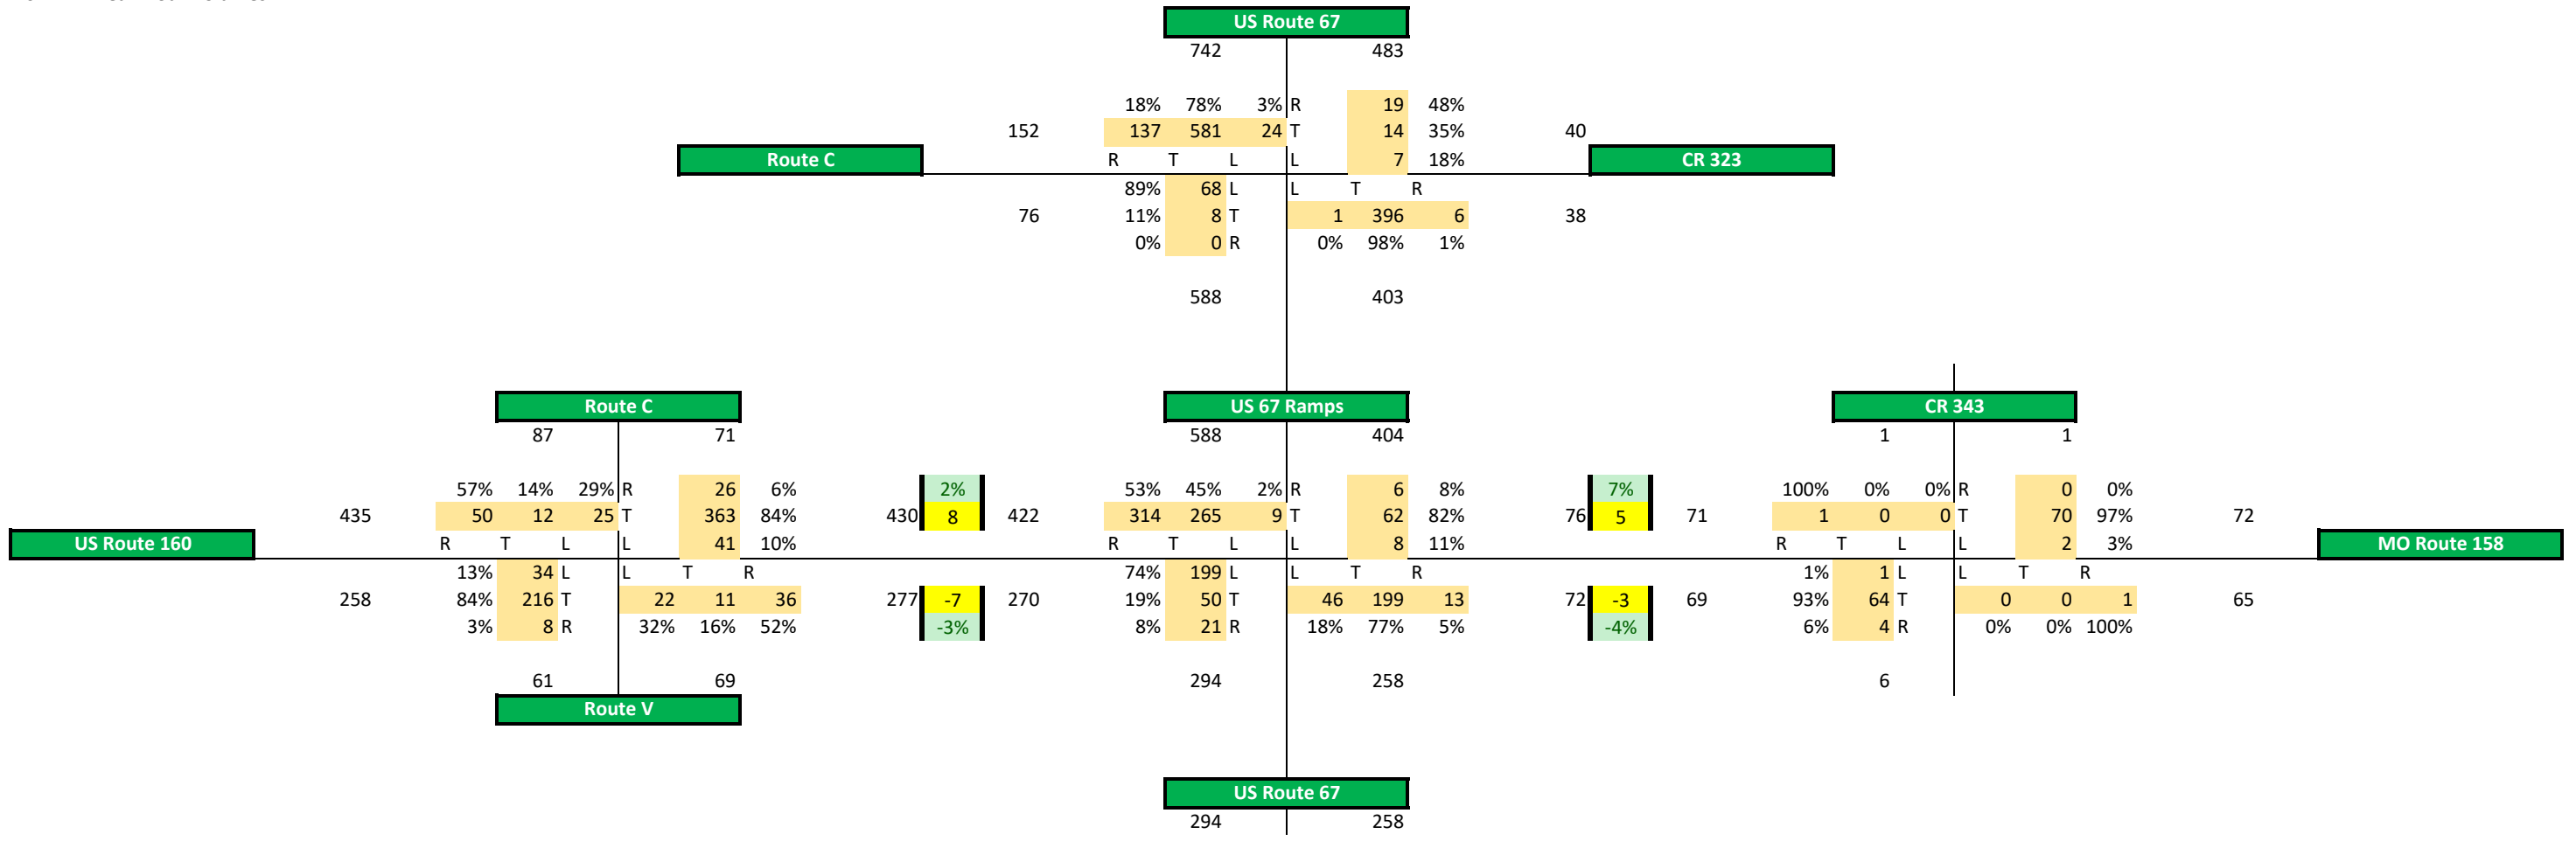 US Route 67
742 483
18% 78% 3% R 19 48%
152 137 581 24 T 14 35% 40
Route C R T L L 7 18% CR 323
89% 68 L L T R
76 11% 8 T 1 396 6 38
0% 0 R 0% 98% 1%
588 403
Route C US 67 Ramps CR 343
87 71 588 404 1 1
57% 14% 29% R 26 6% 2% 53% 45% 2% R 6 8% 7% 100% 0% 0% R 0 0%
435 50 12 25 T 363 84% 430 8 422 314 265 9 T 62 82% 76 5 71 1 0 0 T 70 97% 72
US Route 160 R T L L 41 10% R T L L 8 11% R T L L 2 3% MO Route 158
13% 34 L L T R 74% 199 L L T R 1% 1 L L T R
258 84% 216 T 22 11 36 277 -7 270 19% 50 T 46 199 13 72 -3 69 93% 64 T 0 0 1 65
3% 8 R 32% 16% 52% -3% 8% 21 R 18% 77% 5% -4% 6% 4 R 0% 0% 100%
61 69 294 258 6
Route V
US Route 67
294 258